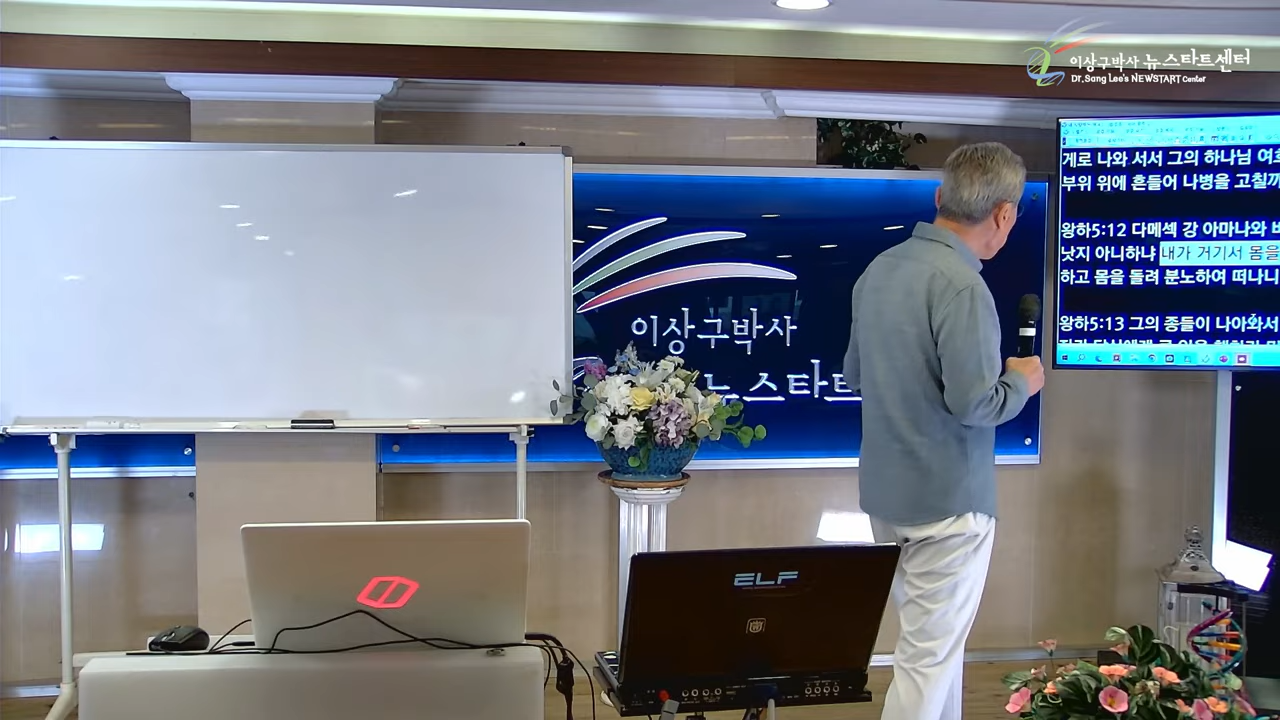 이상구박사 뉴스타트센터
Dr.Sang Lee's NEWSTART Center
게로 나와 서서 그의 하나님 여호
부위 위에 흔들어 나병을 고칠까
왕하5:12 다메섹 강 아마나와 바
낫지 아니하냐 내가 거기서 몸을
하고 몸을 돌려 분노하여 떠나니
왕하5:13 그의 종들이 나아와서
이상구박사
뉴스타트
ELF